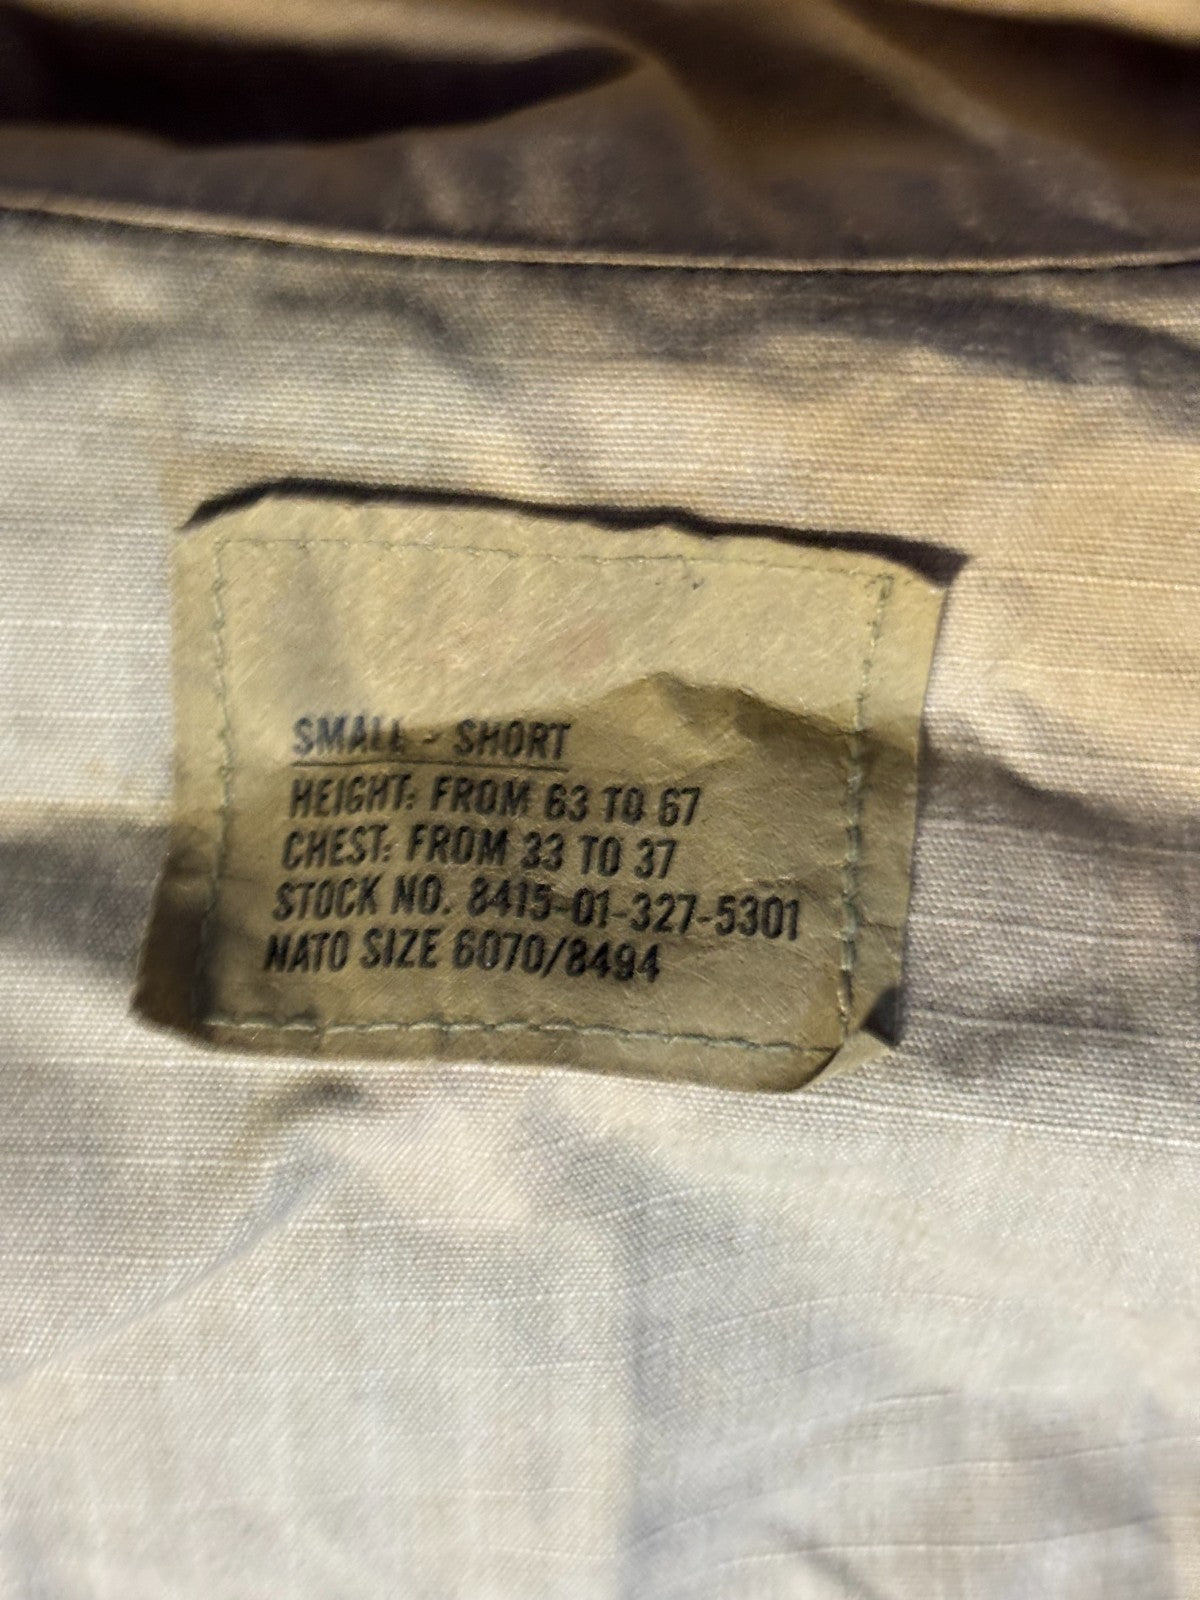 SMALL - SHORT
HEIGHT: FROM 63 TO 67
CHEST: FROM 33 TO 37
STOCK NO. 8415-01-327-5301
NATO SIZE 6070/8494